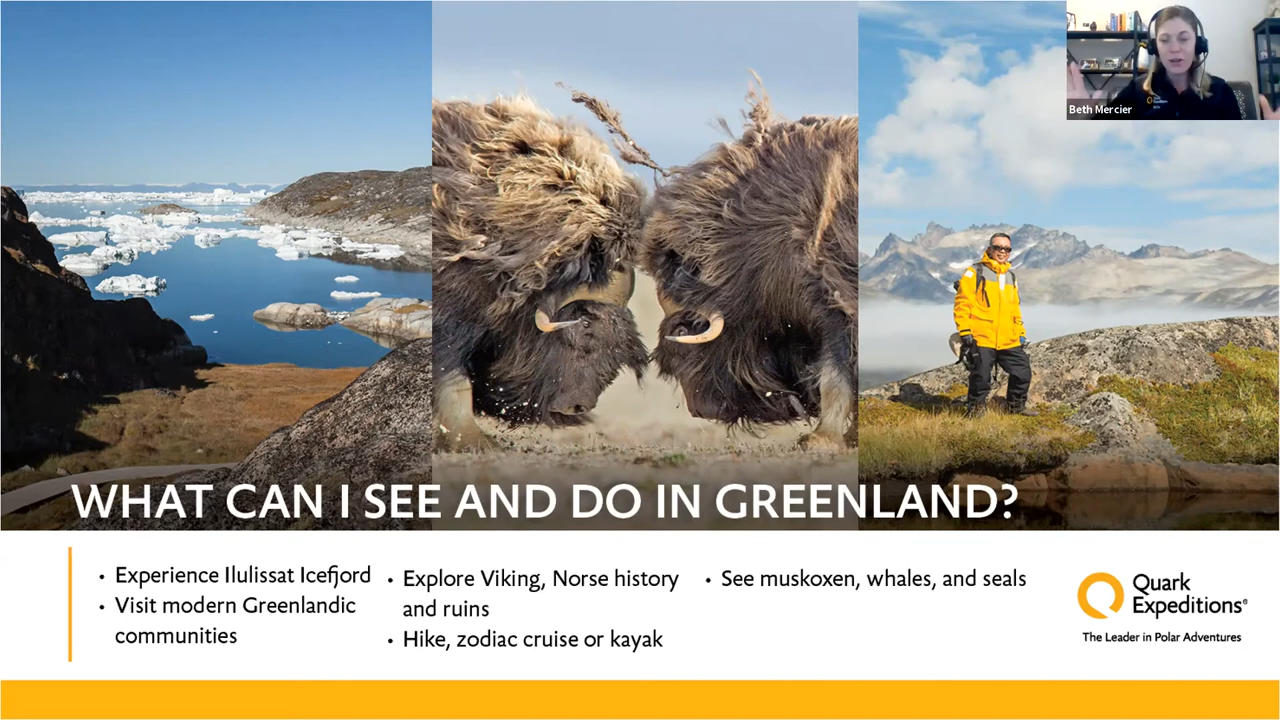 Beth Mercier
WHAT CAN I SEE AND DO IN GREENLAND?
• Experience Ilulissat Icefjord
• Visit modern Greenlandic
communities
• Explore Viking, Norse history
and ruins
• Hike, zodiac cruise or kayak
• See muskoxen, whales, and seals
Quark
Expeditions®
The Leader in Polar Adventures